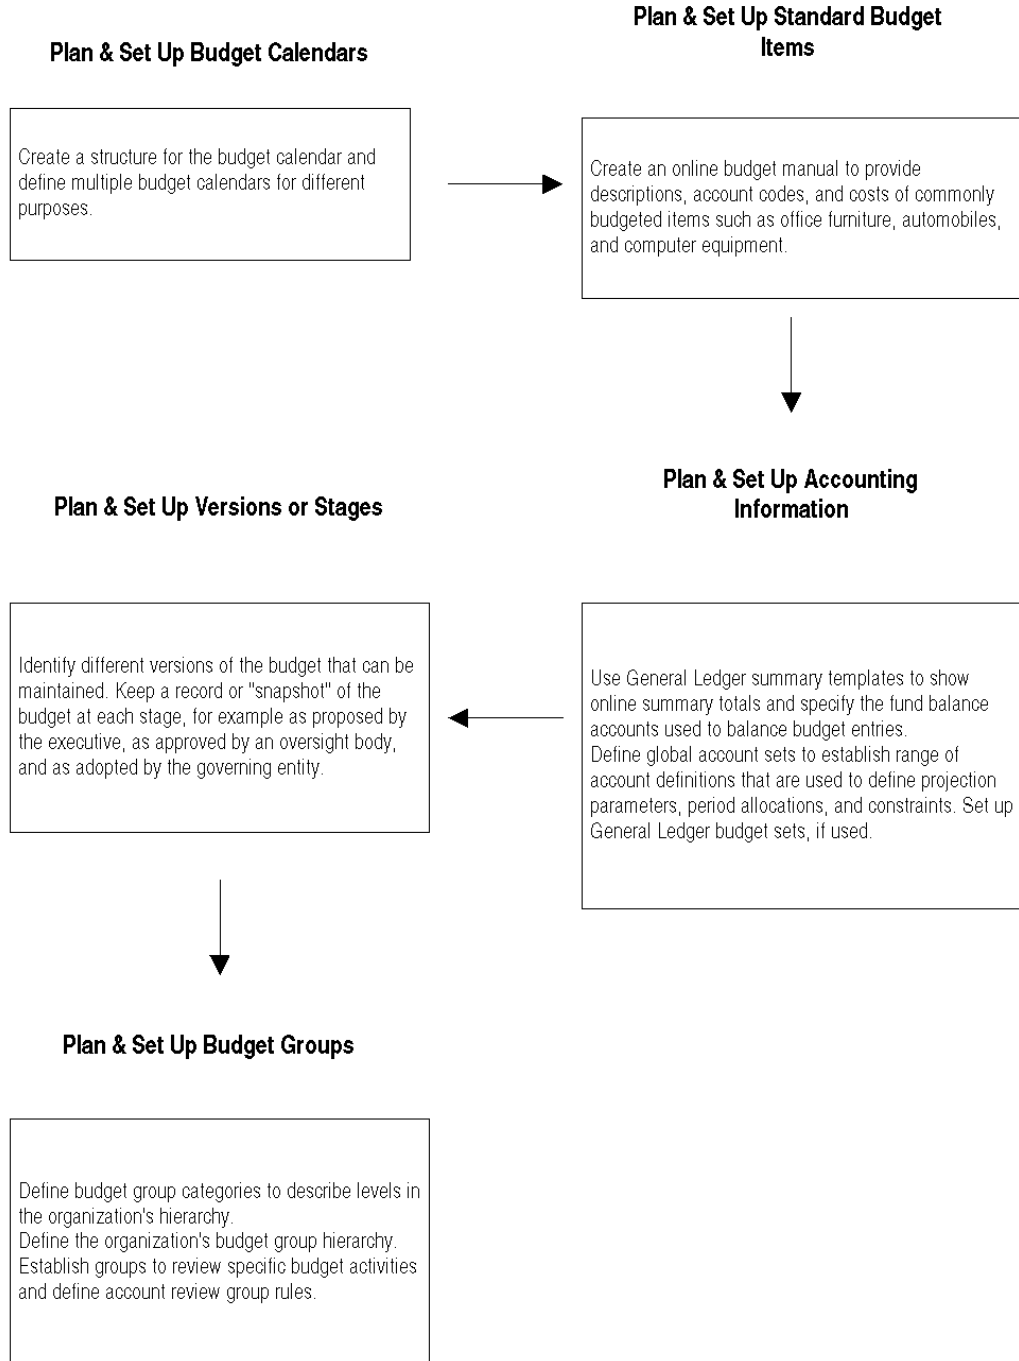 Plan & Set Up Budget Calendars
Create a structure for the budget calendar and
define multiple budget calendars for different
purposes.
Plan & Set Up Standard Budget
Items
Create an online budget manual to provide
descriptions, account codes, and costs of commonly
budgeted items such as office furniture, automobiles,
and computer equipment.
Plan & Set Up Accounting
Information
Use General Ledger summary templates to show
online summary totals and specify the fund balance
accounts used to balance budget entries.
Define global account sets to establish range of
account definitions that are used to define projection
parameters, period allocations, and constraints. Set up
General Ledger budget sets, if used.
Plan & Set Up Versions or Stages
Identify different versions of the budget that can be
maintained. Keep a record or "snapshot" of the
budget at each stage, for example as proposed by
the executive, as approved by an oversight body,
and as adopted by the governing entity.
Plan & Set Up Budget Groups
Define budget group categories to describe levels in
the organization's hierarchy.
Define the organization's budget group hierarchy.
Establish groups to review specific budget activities
and define account review group rules.